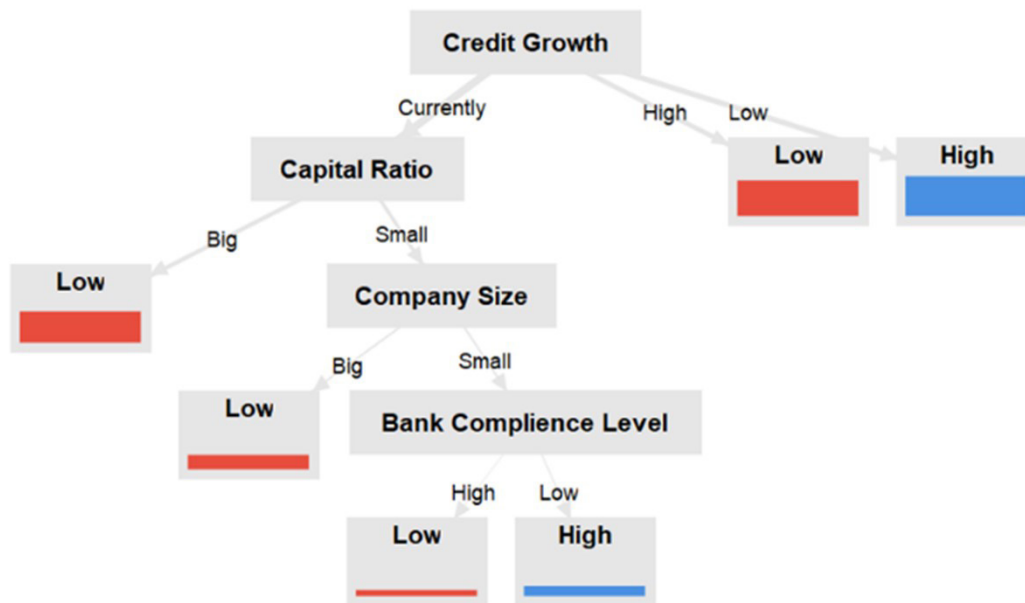 Credit Growth
Currently
High
Low
Capital Ratio
Low
High
Big
Small
Low
Company Size
Big
Small
Low
Bank Complience Level
High
Low
Low
High